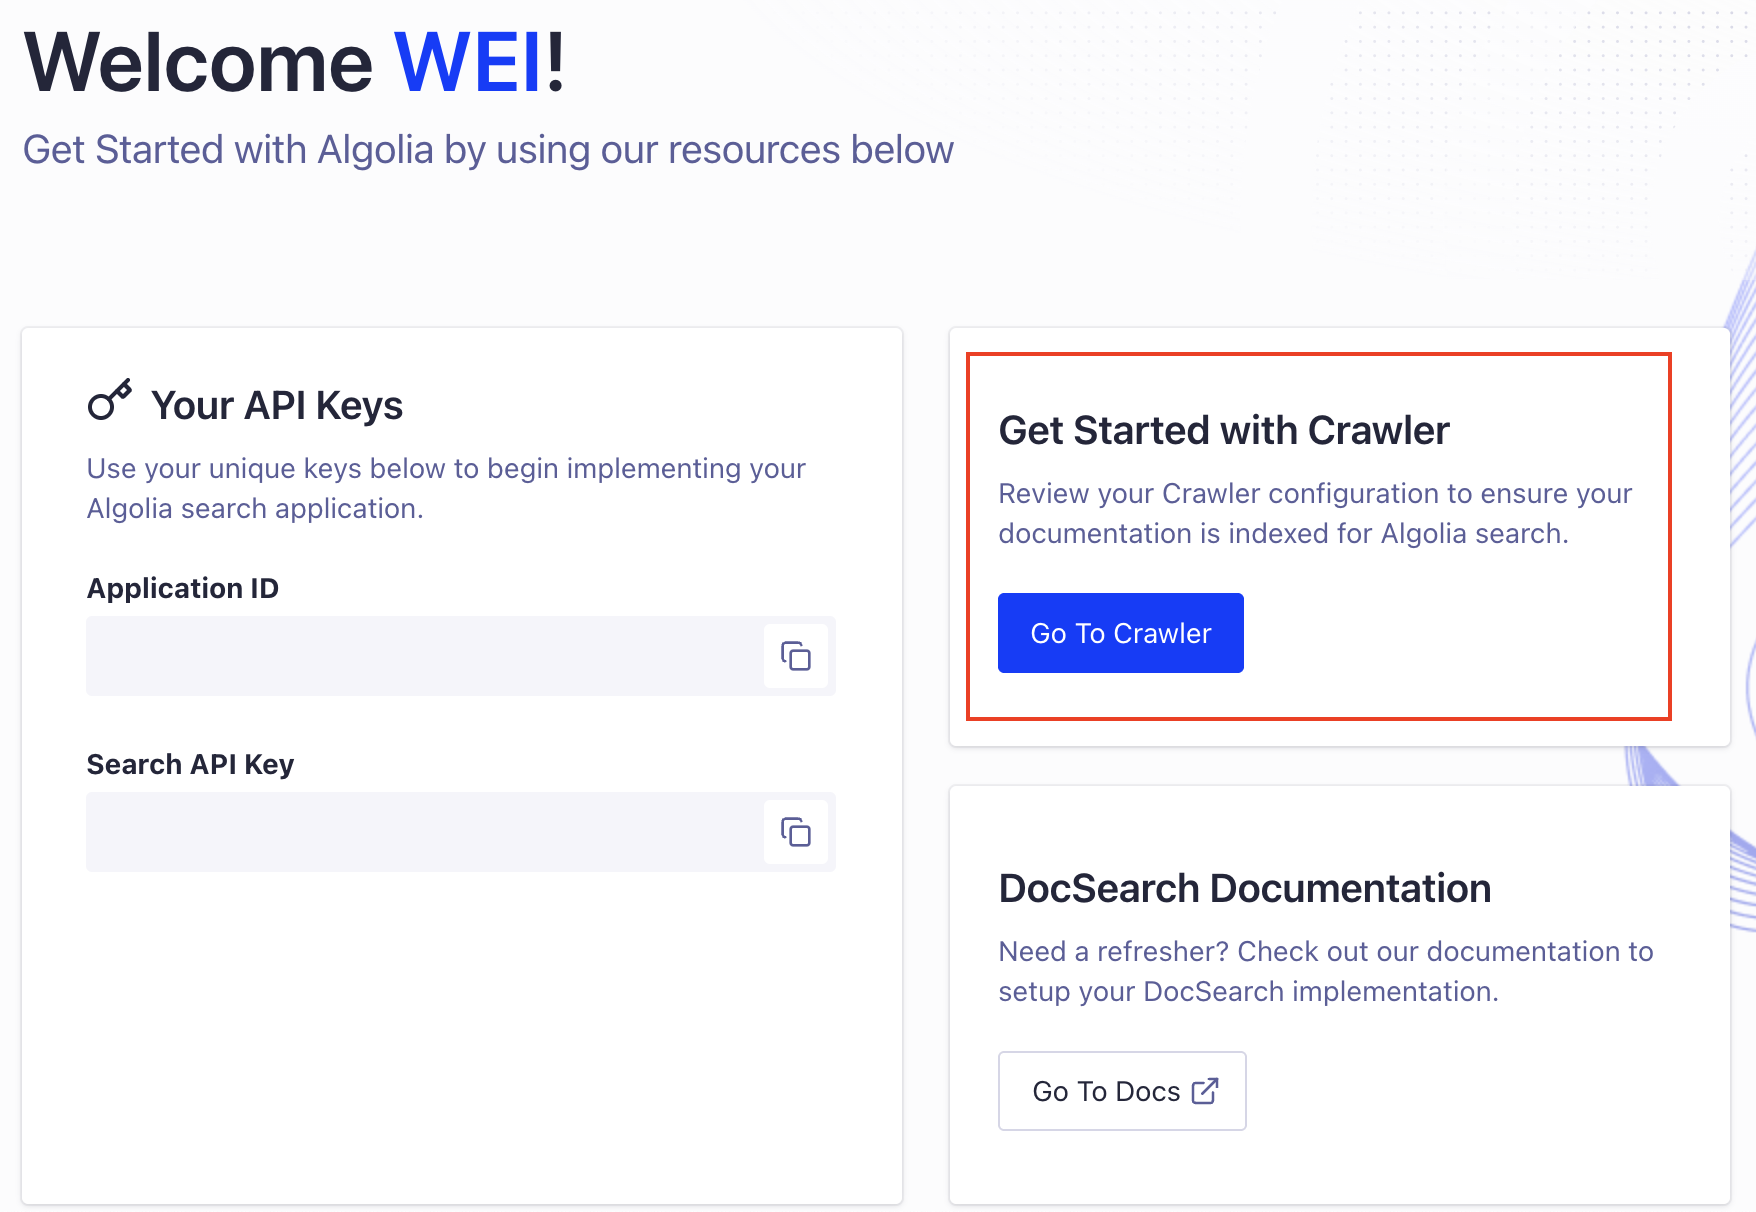 Welcome WEI!
Get Started with Algolia by using our resources below
Your API Keys
Use your unique keys below to begin implementing your
Algolia search application.
Application ID
Search API Key
Get Started with Crawler
Review your Crawler configuration to ensure your
documentation is indexed for Algolia search.
Go To Crawler
DocSearch Documentation
Need a refresher? Check out our documentation to
setup your DocSearch implementation.
Go To Docs